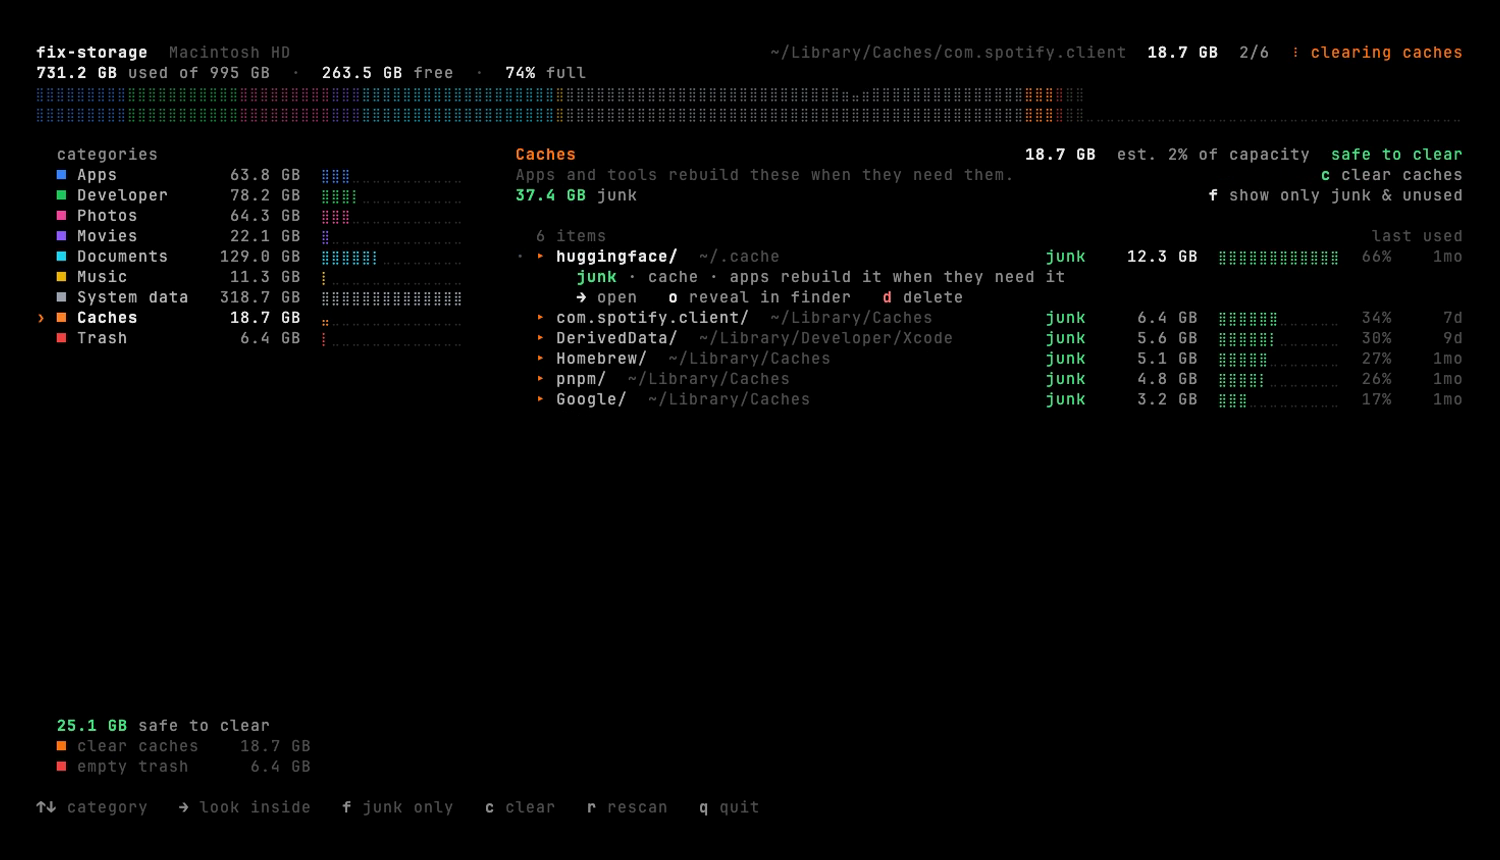 fix-storage Macintosh HD ~/Library/Caches/com.spotify.client 18.7 GB 2/6 ⁝ clearing caches
731.2 GB used of 995 GB · 263.5 GB free · 74% full
categories
Apps 63.8 GB
Developer 78.2 GB
Photos 64.3 GB
Movies 22.1 GB
Documents 129.0 GB
Music 11.3 GB
System data 318.7 GB
› Caches 18.7 GB
Trash 6.4 GB
Caches 18.7 GB est. 2% of capacity safe to clear
Apps and tools rebuild these when they need them. c clear caches
37.4 GB junk f show only junk & unused
6 items last used
· ▸ huggingface/ ~/.cache junk 12.3 GB 66% 1mo
junk · cache · apps rebuild it when they need it
→ open o reveal in finder d delete
▸ com.spotify.client/ ~/Library/Caches junk 6.4 GB 34% 7d
▸ DerivedData/ ~/Library/Developer/Xcode junk 5.6 GB 30% 9d
▸ Homebrew/ ~/Library/Caches junk 5.1 GB 27% 1mo
▸ pnpm/ ~/Library/Caches junk 4.8 GB 26% 1mo
▸ Google/ ~/Library/Caches junk 3.2 GB 17% 1mo
25.1 GB safe to clear
clear caches 18.7 GB
empty trash 6.4 GB
↑↓ category → look inside f junk only c clear r rescan q quit